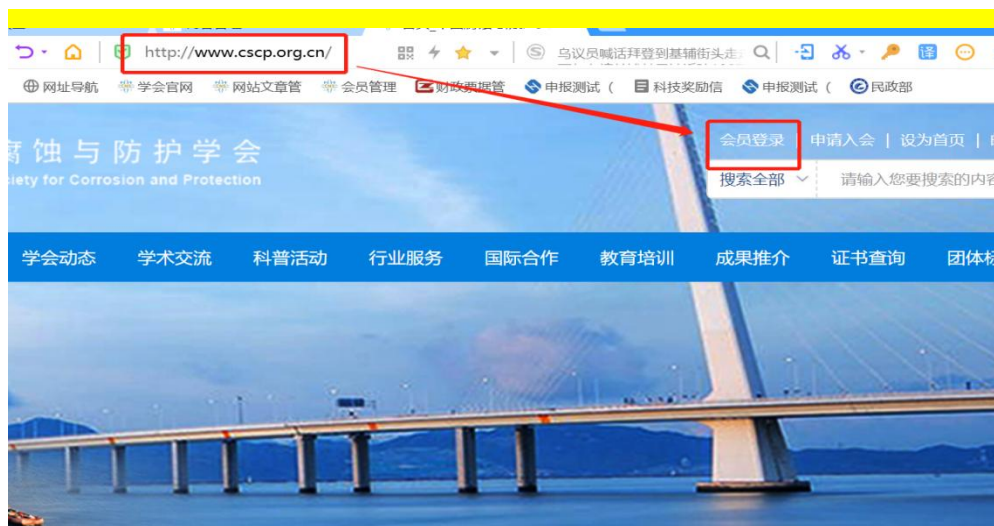 http://www.cscp.org.cn/
乌议员喊话拜登到基辅街头走
译
网址导航 学会官网 网站文章管 会员管理 财政票据管 申报测试 ( 科技奖励信 申报测试 ( 民政部
腐蚀与防护学会
ciety for Corrosion and Protection
会员登录 | 申请入会 | 设为首页 |
搜索全部 请输入您要搜索的内容
学会动态 学术交流 科普活动 行业服务 国际合作 教育培训 成果推介 证书查询 团体标